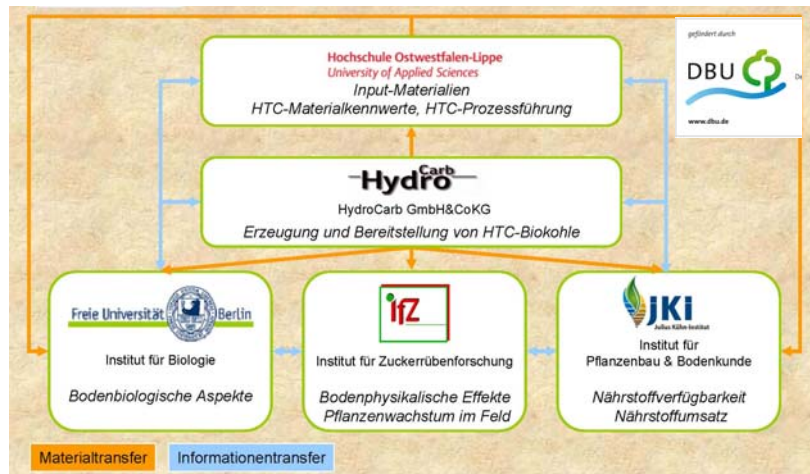 gefördert durch
DBU
De
www.dbu.de
Hochschule Ostwestfalen-Lippe
University of Applied Sciences
Input-Materialien
HTC-Materialkennwerte, HTC-Prozessführung
HydroCarb
HydroCarb GmbH&CoKG
Erzeugung und Bereitstellung von HTC-Biokohle
Freie Universität Berlin
Institut für Biologie
Bodenbiologische Aspekte
ifZ
Institut für Zuckerrübenforschung
Bodenphysikalische Effekte
Pflanzenwachstum im Feld
JKI
Julius Kühn-Institut
Institut für
Pflanzenbau & Bodenkunde
Nährstoffverfügbarkeit
Nährstoffumsatz
Materialtransfer
Informationentransfer